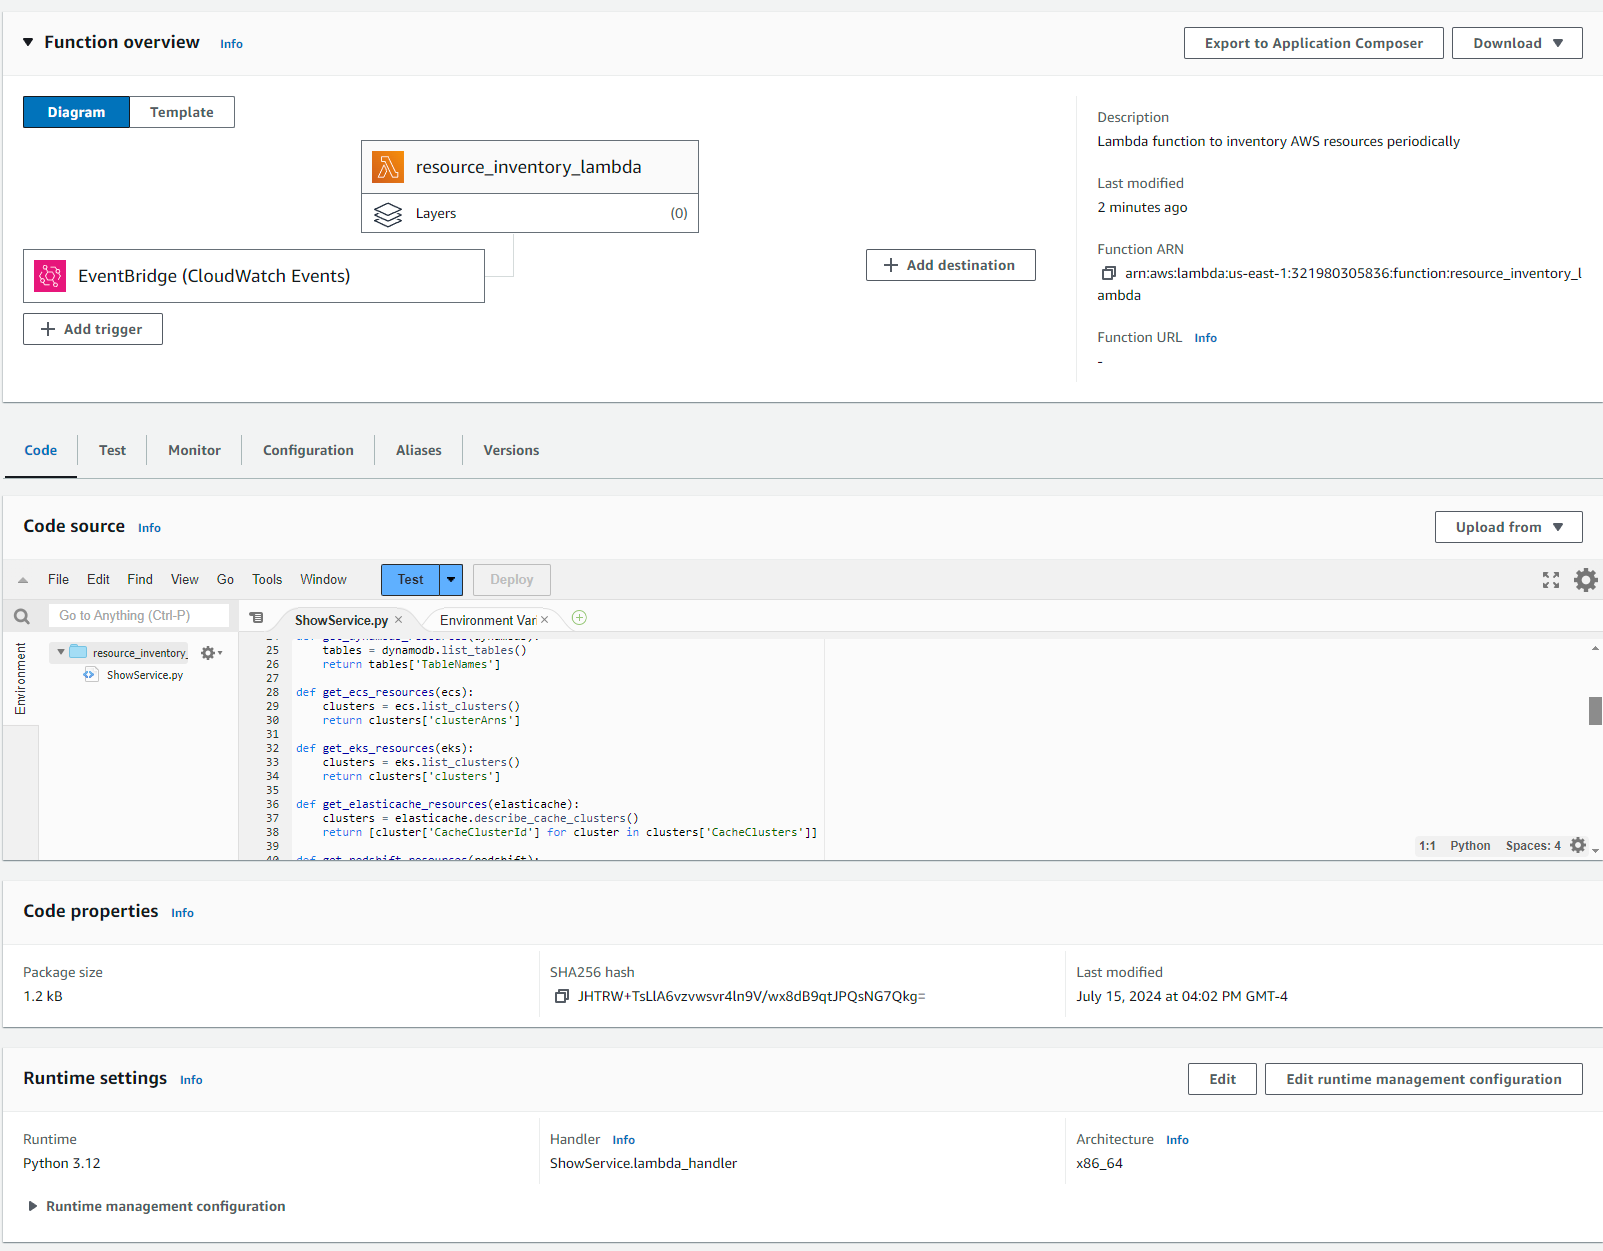 Function overview Info
Export to Application Composer
Download
Diagram
Template
resource_inventory_lambda
Layers
(0)
EventBridge (CloudWatch Events)
Add trigger
Add destination
Description
Lambda function to inventory AWS resources periodically
Last modified
2 minutes ago
Function ARN
arn:aws:lambda:us-east-1:321980305836:function:resource_inventory_l
ambda
Function URL Info
-
Code
Test
Monitor
Configuration
Aliases
Versions
Code source Info
Upload from
File Edit Find View Go Tools Window
Test
Deploy
Go to Anything (Ctrl-P)
ShowService.py
Environment Vari
Environment
resource_inventory_
ShowService.py
24 def get_dynamodb_resources(dynamodb):
25 tables = dynamodb.list_tables()
26 return tables['TableNames']
27
28 def get_ecs_resources(ecs):
29 clusters = ecs.list_clusters()
30 return clusters['clusterArns']
31
32 def get_eks_resources(eks):
33 clusters = eks.list_clusters()
34 return clusters['clusters']
35
36 def get_elasticache_resources(elasticache):
37 clusters = elasticache.describe_cache_clusters()
38 return [cluster['CacheClusterId'] for cluster in clusters['CacheClusters']]
39
40 def get_redshift_resources(redshift):
1:1 Python Spaces: 4
Code properties Info
Package size
1.2 kB
SHA256 hash
JHTRW+TsLlA6vzvwsvr4ln9V/wx8dB9qtJPQsNG7Qkg=
Last modified
July 15, 2024 at 04:02 PM GMT-4
Runtime settings Info
Edit
Edit runtime management configuration
Runtime
Python 3.12
Handler Info
ShowService.lambda_handler
Architecture Info
x86_64
Runtime management configuration